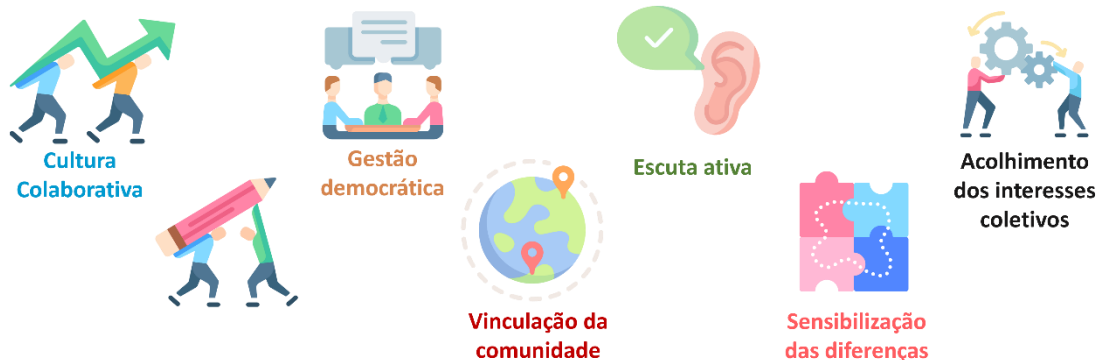 Cultura
Colaborativa
Gestão
democrática
Vinculação da
comunidade
Escuta ativa
Sensibilização
das diferenças
Acolhimento
dos interesses
coletivos